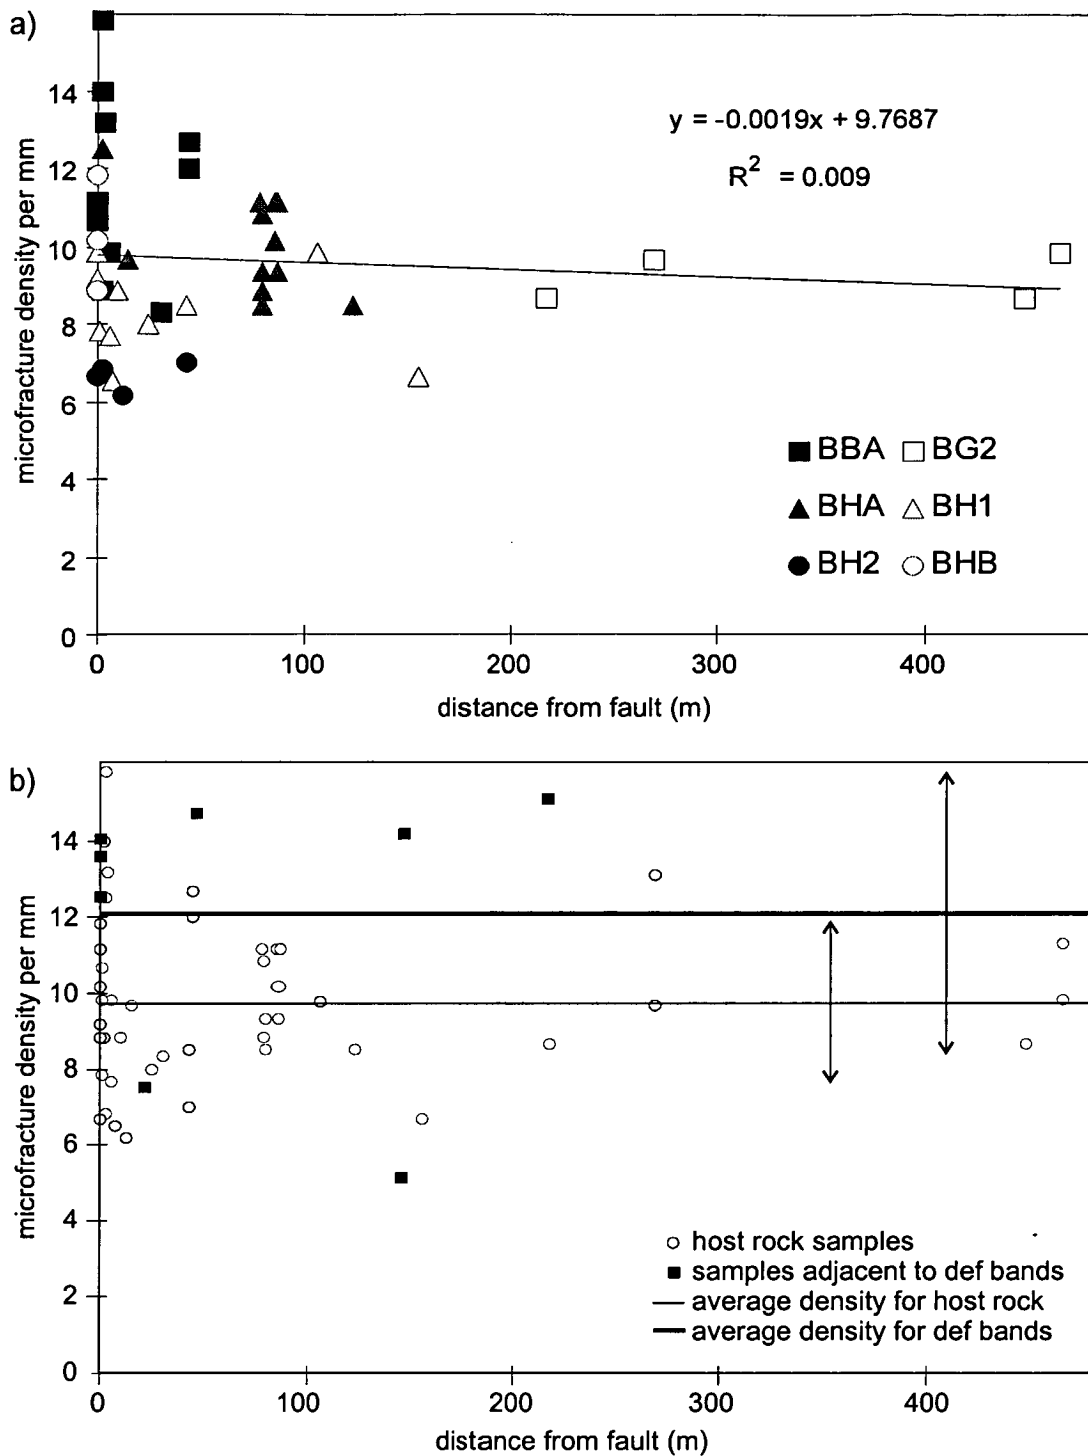 a)
y = -0.0019x + 9.7687
R² = 0.009
microfracture density per mm
14
12
10
8
6
4
2
0
BBA BG2
BHA BH1
BH2 BHB
0 100 200 300 400
distance from fault (m)
b)
microfracture density per mm
14
12
10
8
6
4
2
0
host rock samples
samples adjacent to def bands
average density for host rock
average density for def bands
0 100 200 300 400
distance from fault (m)